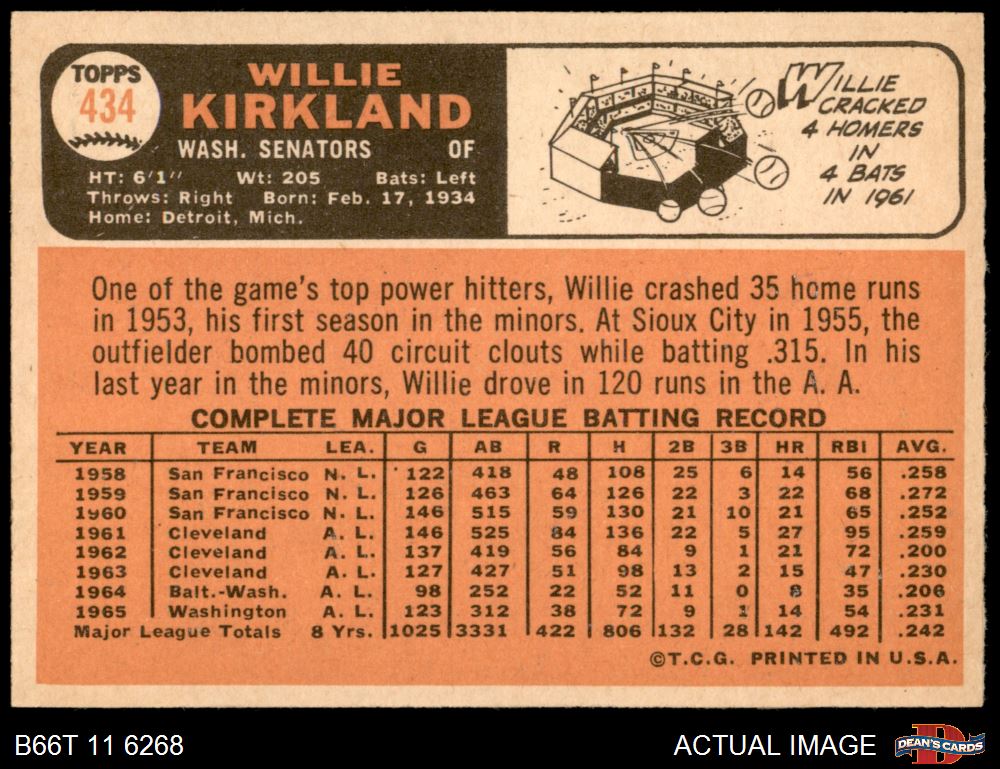 TOPPS
434
WILLIE
KIRKLAND
WASH. SENATORS OF
HT: 6'1" Wt: 205 Bats: Left
Throws: Right Born: Feb. 17, 1934
Home: Detroit, Mich.
WILLIE
CRACKED
4 HOMERS
IN
4 BATS
IN 1961
One of the game's top power hitters, Willie crashed 35 home runs
in 1953, his first season in the minors. At Sioux City in 1955, the
outfielder bombed 40 circuit clouts while batting .315. In his
last year in the minors, Willie drove in 120 runs in the A. A.
COMPLETE MAJOR LEAGUE BATTING RECORD
YEAR TEAM LEA. G AB R H 2B 3B HR RBI AVG.
1958 San Francisco N. L. 122 418 48 108 25 6 14 56 .258
1959 San Francisco N. L. 126 463 64 126 22 3 22 68 .272
1960 San Francisco N. L. 146 515 59 130 21 10 21 65 .252
1961 Cleveland A. L. 146 525 84 136 22 5 27 95 .259
1962 Cleveland A. L. 137 419 56 84 9 1 21 72 .200
1963 Cleveland A. L. 127 427 51 98 13 2 15 47 .230
1964 Balt.-Wash. A. L. 98 252 22 52 11 0 8 35 .206
1965 Washington A. L. 123 312 38 72 9 1 14 54 .231
Major League Totals 8 Yrs. 1025 3331 422 806 132 28 142 492 .242
©T.C.G. PRINTED IN U.S.A.
B66T 11 6268
ACTUAL IMAGE
D
DEAN'S CARDS